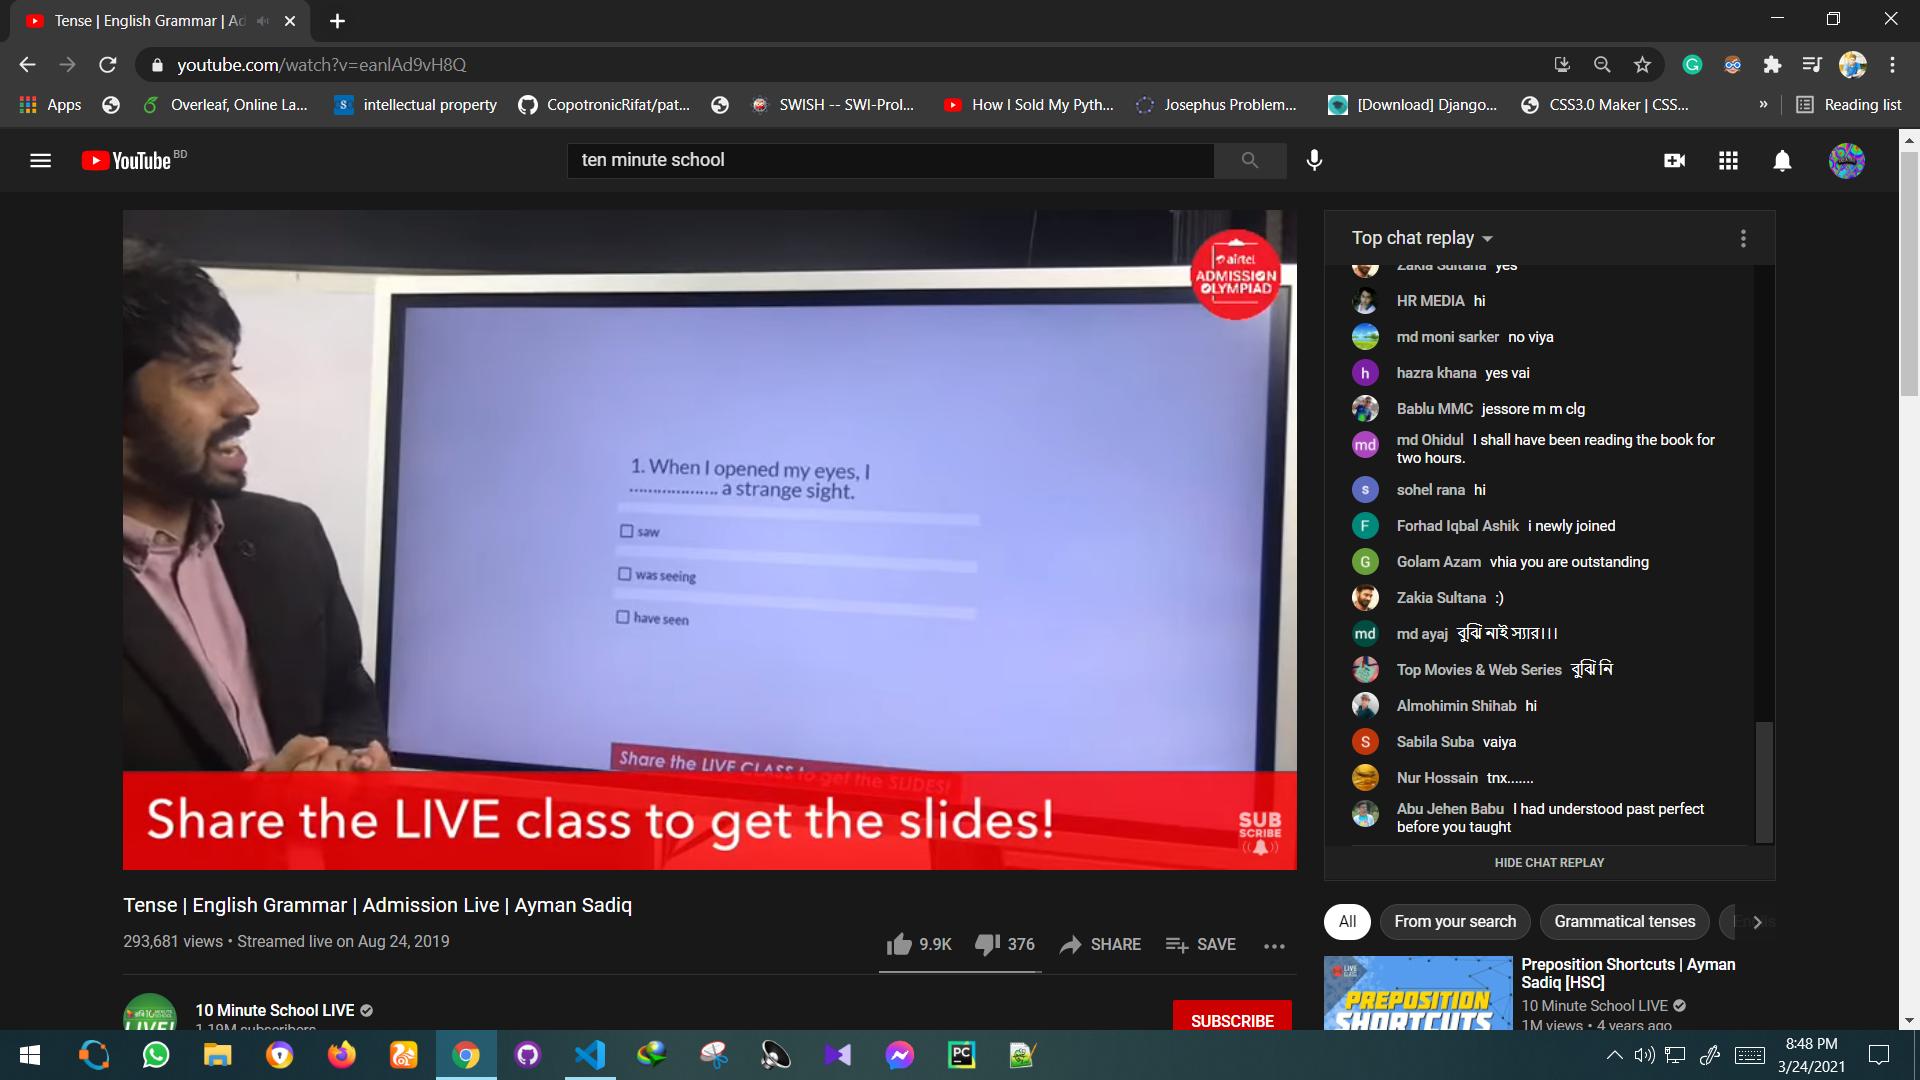 Tense | English Grammar | Ad
youtube.com/watch?v=eanlAd9vH8Q
Apps
Overleaf, Online La...
intellectual property
CopotronicRifat/pat...
SWISH -- SWI-Prol...
How I Sold My Pyth...
Josephus Problem...
[Download] Django...
CSS3.0 Maker | CSS...
»
Reading list
YouTube BD
ten minute school
airtel
ADMISSION
OLYMPIAD
1. When I opened my eyes, I
................... a strange sight.
saw
was seeing
have seen
Share the LIVE CLASS to get the SLIDES!
Share the LIVE class to get the slides!
SUB
SCRIBE
Top chat replay
Zakia Sultana yes
HR MEDIA hi
md moni sarker no viya
h hazra khana yes vai
Bablu MMC jessore m m clg
md md Ohidul I shall have been reading the book for
two hours.
s sohel rana hi
F Forhad Iqbal Ashik i newly joined
G Golam Azam vhia you are outstanding
Zakia Sultana :)
md md ayaj বুঝি নাই স্যার।।।
Top Movies & Web Series বুঝি নি
Almohimin Shihab hi
S Sabila Suba vaiya
Nur Hossain tnx.......
Abu Jehen Babu I had understood past perfect
before you taught
HIDE CHAT REPLAY
Tense | English Grammar | Admission Live | Ayman Sadiq
293,681 views • Streamed live on Aug 24, 2019
9.9K
376
SHARE
SAVE
10 Minute School LIVE
1.19M subscribers
SUBSCRIBE
All
From your search
Grammatical tenses
LIVE
PREPOSITION
SHORTCUTS
Preposition Shortcuts | Ayman
Sadiq [HSC]
10 Minute School LIVE
1M views • 4 years ago
PC
8:48 PM
3/24/2021